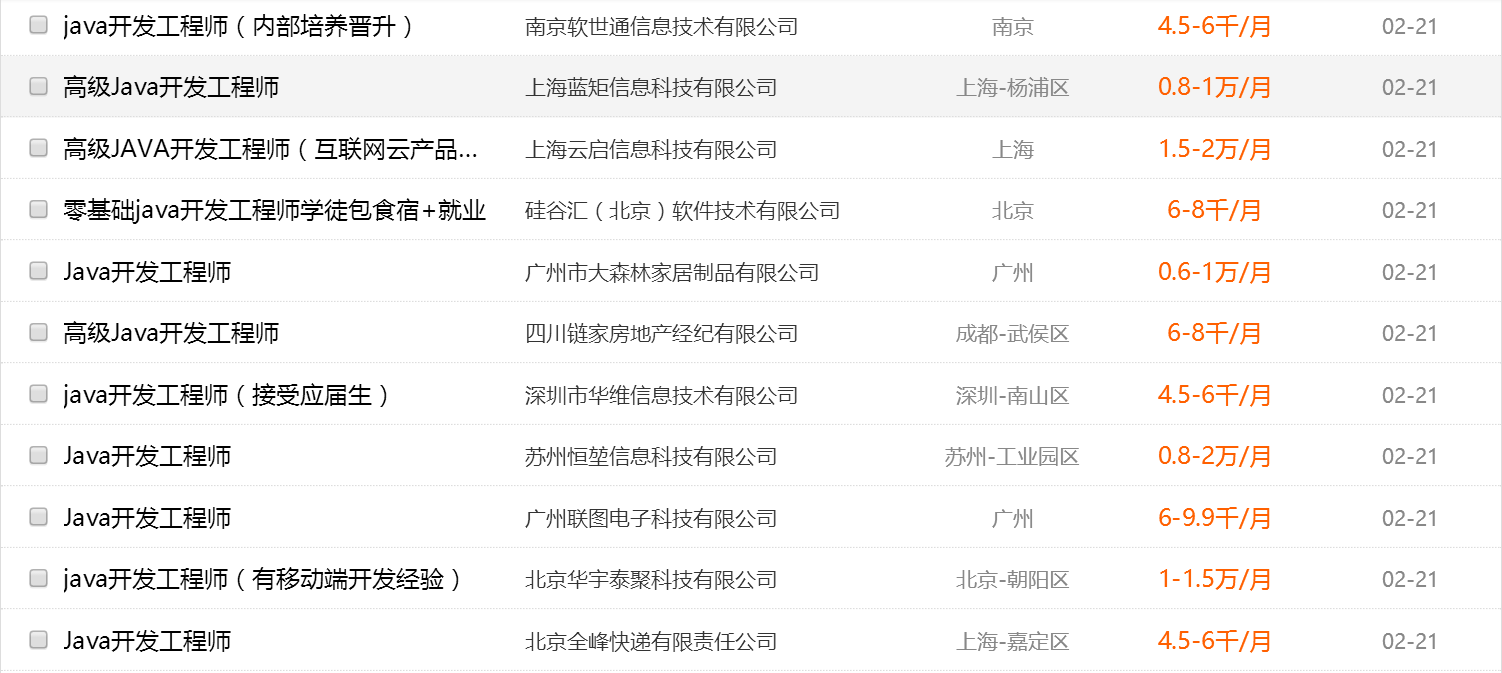 java开发工程师（内部培养晋升） 南京软世通信息技术有限公司 南京 4.5-6千/月 02-21
高级Java开发工程师 上海蓝矩信息科技有限公司 上海-杨浦区 0.8-1万/月 02-21
高级JAVA开发工程师（互联网云产品... 上海云启信息科技有限公司 上海 1.5-2万/月 02-21
零基础java开发工程师学徒包食宿+就业 硅谷汇（北京）软件技术有限公司 北京 6-8千/月 02-21
Java开发工程师 广州市大森林家居制品有限公司 广州 0.6-1万/月 02-21
高级Java开发工程师 四川链家房地产经纪有限公司 成都-武侯区 6-8千/月 02-21
java开发工程师（接受应届生） 深圳市华维信息技术有限公司 深圳-南山区 4.5-6千/月 02-21
Java开发工程师 苏州恒堃信息科技有限公司 苏州-工业园区 0.8-2万/月 02-21
Java开发工程师 广州联图电子科技有限公司 广州 6-9.9千/月 02-21
java开发工程师（有移动端开发经验） 北京华宇泰聚科技有限公司 北京-朝阳区 1-1.5万/月 02-21
Java开发工程师 北京全峰快递有限责任公司 上海-嘉定区 4.5-6千/月 02-21